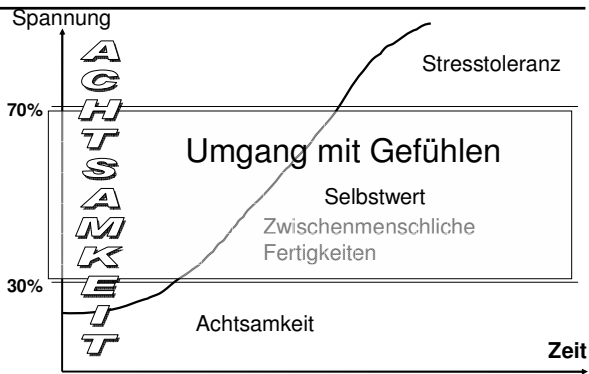 Spannung
ACHTSAMKEIT
Stresstoleranz
70%
Umgang mit Gefühlen
Selbstwert
Zwischenmenschliche
Fertigkeiten
30%
Achtsamkeit
Zeit